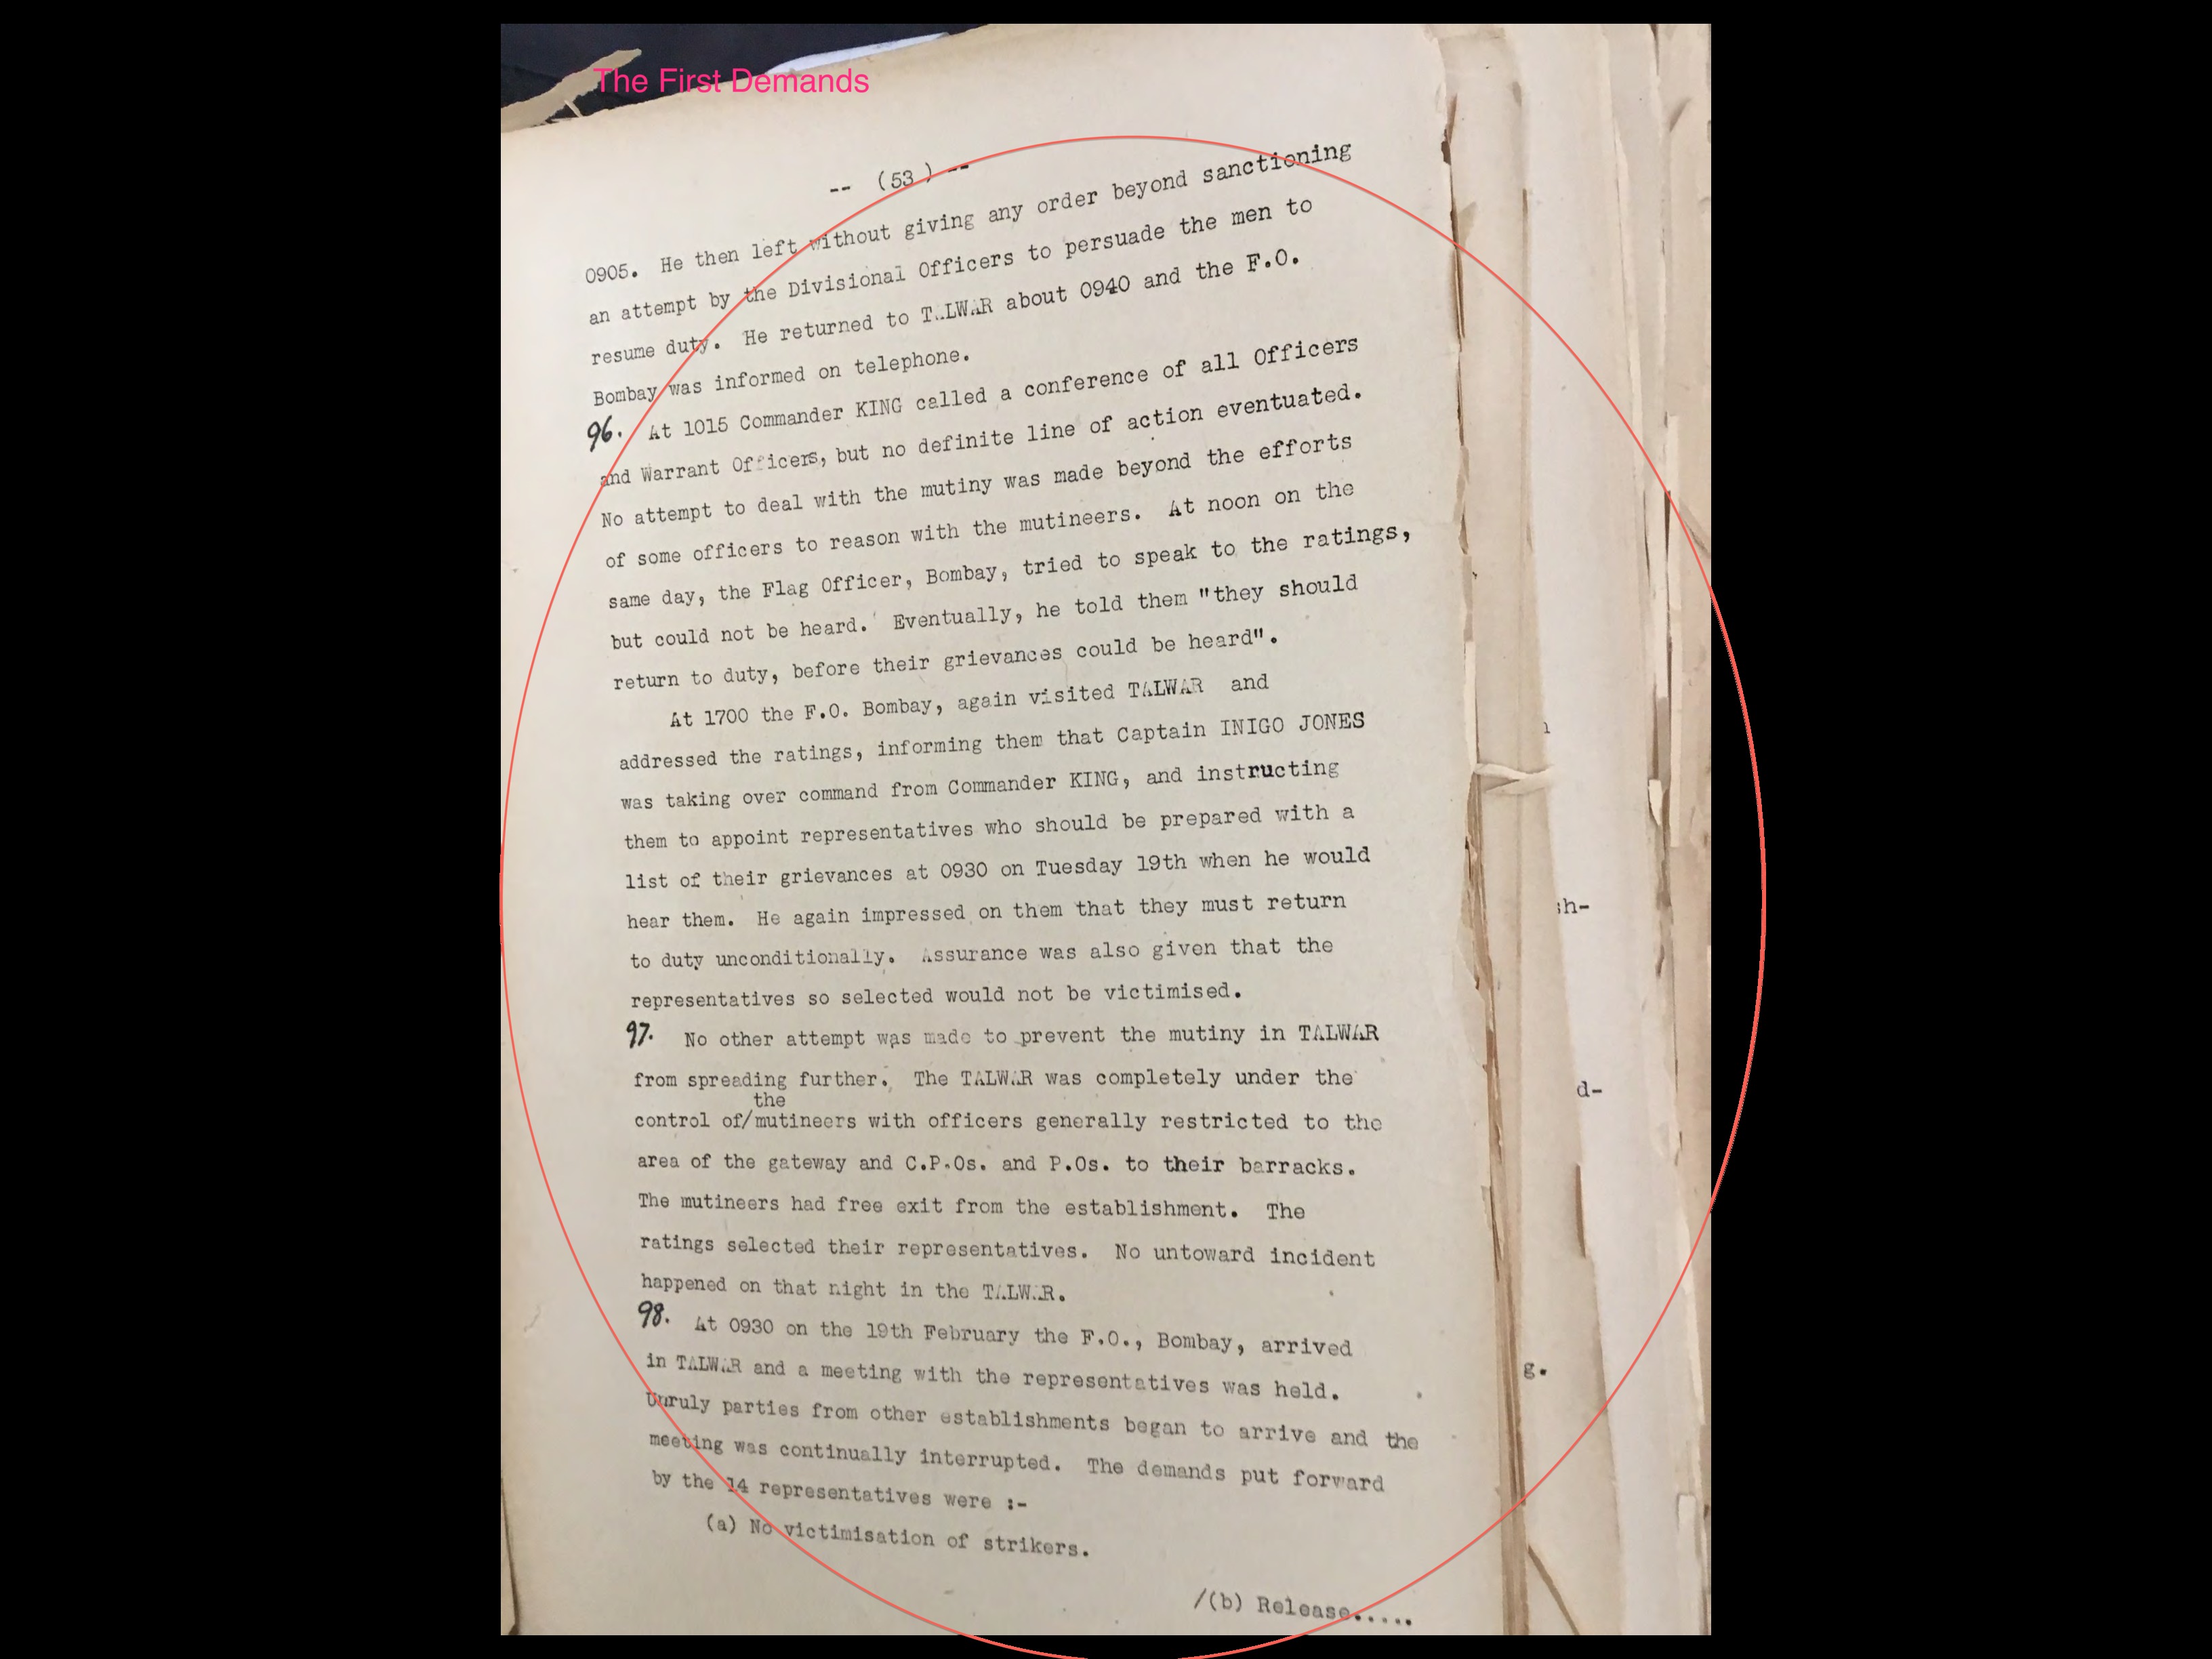 The First Demands
-- (53) --
0905. He then left without giving any order beyond sanctioning
an attempt by the Divisional Officers to persuade the men to
resume duty. He returned to TALWAR about 0940 and the F.O.
Bombay was informed on telephone.
96. At 1015 Commander KING called a conference of all Officers
and Warrant Officers, but no definite line of action eventuated.
No attempt to deal with the mutiny was made beyond the efforts
of some officers to reason with the mutineers. At noon on the
same day, the Flag Officer, Bombay, tried to speak to the ratings,
but could not be heard. Eventually, he told them "they should
return to duty, before their grievances could be heard".
At 1700 the F.O. Bombay, again visited TALWAR and
addressed the ratings, informing them that Captain INIGO JONES
was taking over command from Commander KING, and instructing
them to appoint representatives who should be prepared with a
list of their grievances at 0930 on Tuesday 19th when he would
hear them. He again impressed on them that they must return
to duty unconditionally. Assurance was also given that the
representatives so selected would not be victimised.
97. No other attempt was made to prevent the mutiny in TALWAR
from spreading further. The TALWAR was completely under the
the
control of/mutineers with officers generally restricted to the
area of the gateway and C.P.Os. and P.Os. to their barracks.
The mutineers had free exit from the establishment. The
ratings selected their representatives. No untoward incident
happened on that night in the TALWAR.
98. At 0930 on the 19th February the F.O., Bombay, arrived
in TALWAR and a meeting with the representatives was held.
Unruly parties from other establishments began to arrive and the
meeting was continually interrupted. The demands put forward
by the 14 representatives were :-
(a) No victimisation of strikers.
/(b) Release.....
h-
d-
g.